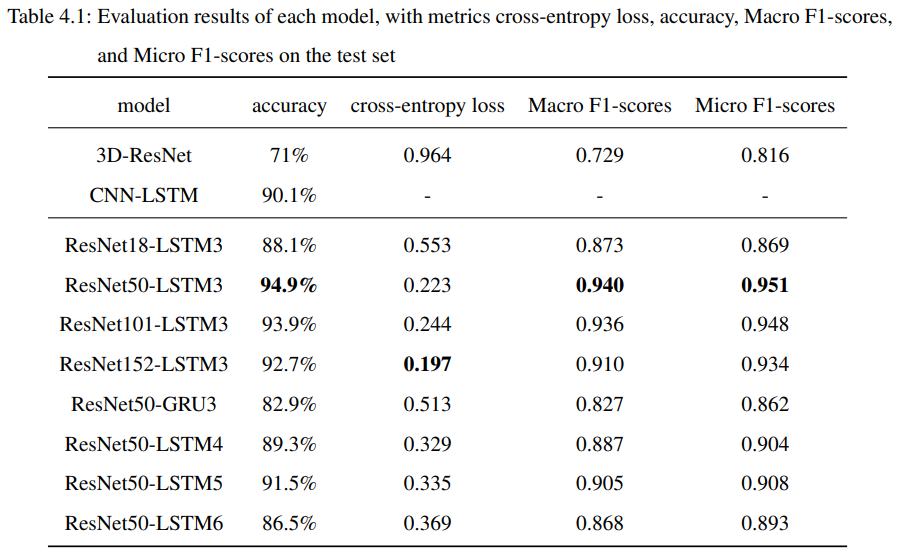 Table 4.1: Evaluation results of each model, with metrics cross-entropy loss, accuracy, Macro F1-scores,
and Micro F1-scores on the test set
model accuracy cross-entropy loss Macro F1-scores Micro F1-scores
3D-ResNet 71% 0.964 0.729 0.816
CNN-LSTM 90.1% - - -
ResNet18-LSTM3 88.1% 0.553 0.873 0.869
ResNet50-LSTM3 94.9% 0.223 0.940 0.951
ResNet101-LSTM3 93.9% 0.244 0.936 0.948
ResNet152-LSTM3 92.7% 0.197 0.910 0.934
ResNet50-GRU3 82.9% 0.513 0.827 0.862
ResNet50-LSTM4 89.3% 0.329 0.887 0.904
ResNet50-LSTM5 91.5% 0.335 0.905 0.908
ResNet50-LSTM6 86.5% 0.369 0.868 0.893